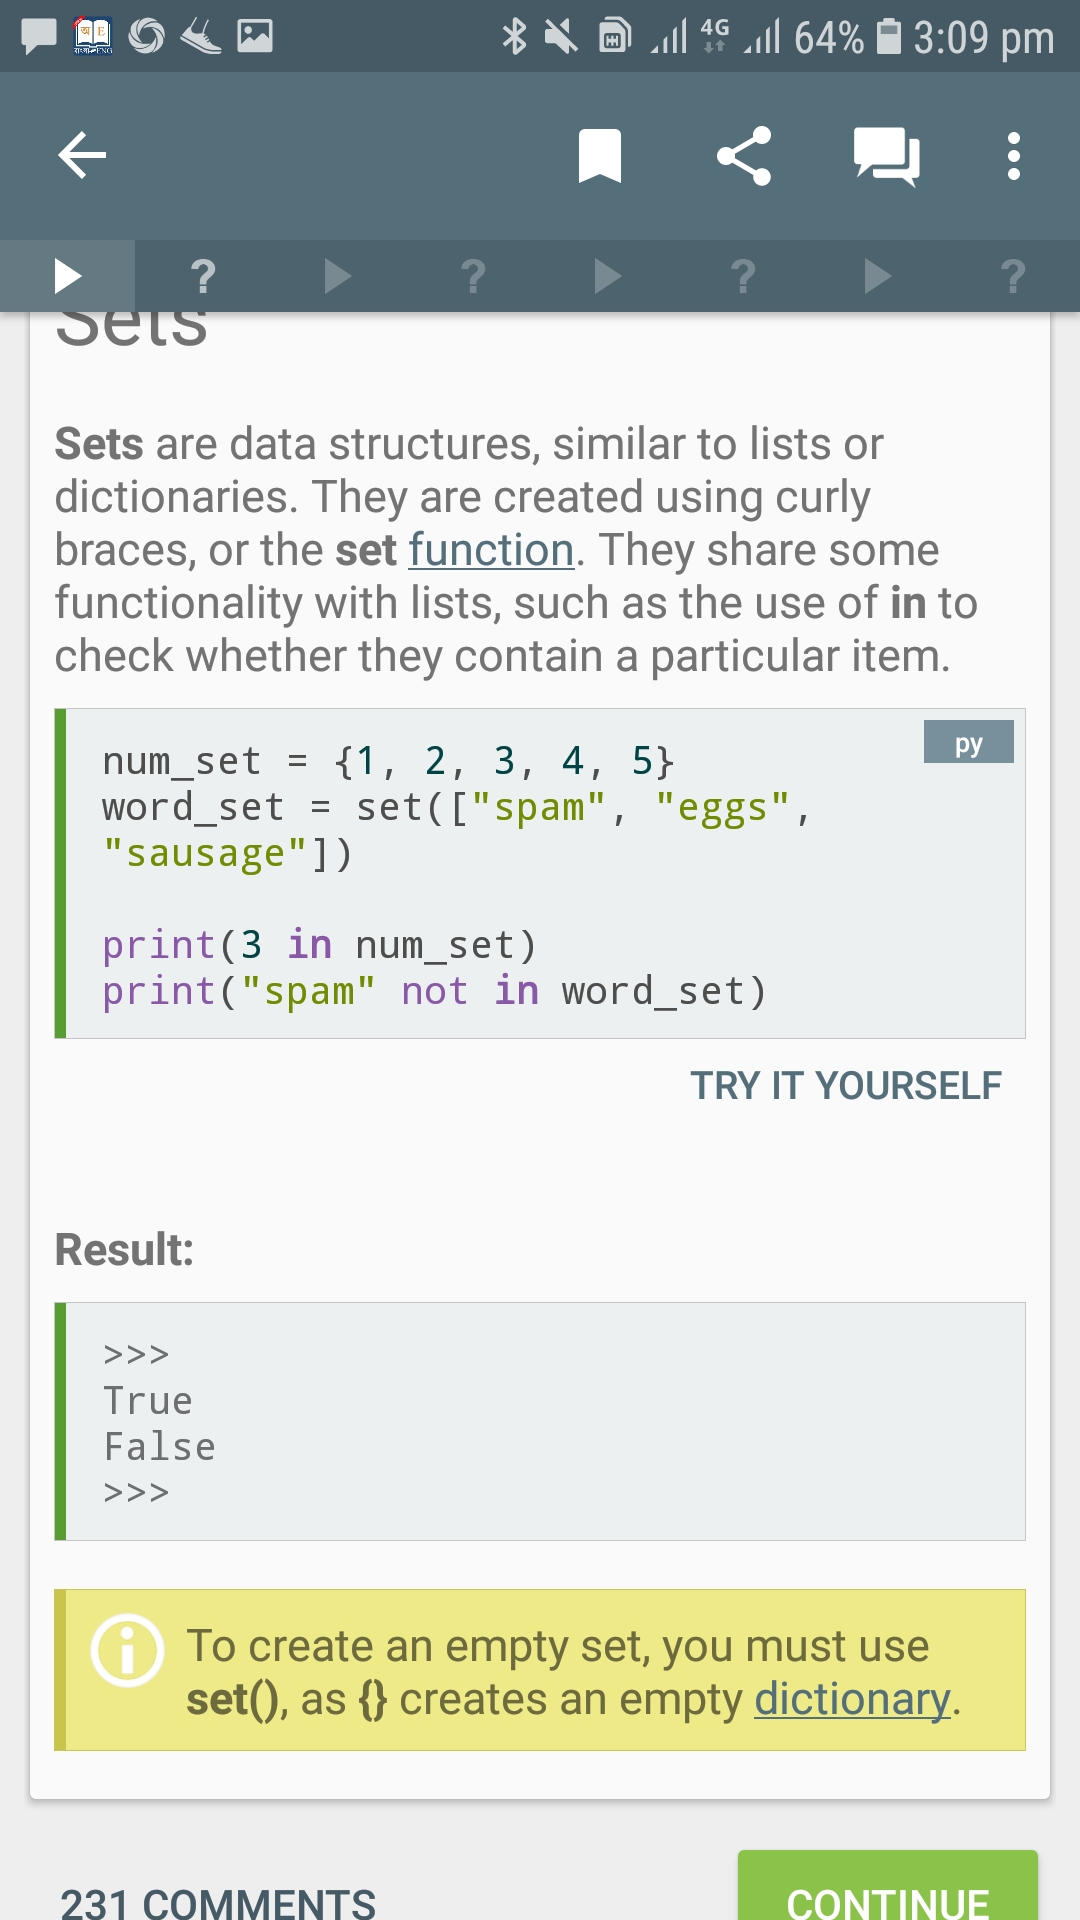 4G 64% 3:09 pm
? ? ? ?
Sets
Sets are data structures, similar to lists or
dictionaries. They are created using curly
braces, or the set function. They share some
functionality with lists, such as the use of in to
check whether they contain a particular item.
py
num_set = {1, 2, 3, 4, 5}
word_set = set(["spam", "eggs",
"sausage"])
print(3 in num_set)
print("spam" not in word_set)
TRY IT YOURSELF
Result:
>>>
True
False
>>>
To create an empty set, you must use
set(), as {} creates an empty dictionary.
231 COMMENTS
CONTINUE